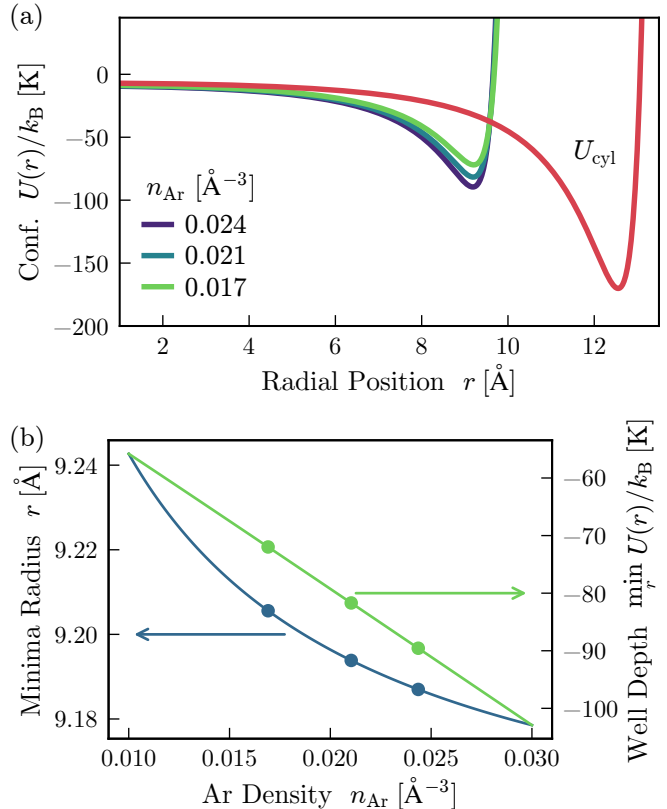 (a)
0
−50
−100
−150
−200
Conf. U(r)/k_B [K]
U_cyl
n_Ar [Å⁻³]
0.024
0.021
0.017
2 4 6 8 10 12
Radial Position r [Å]
(b)
9.24
9.22
9.20
9.18
Minima Radius r [Å]
−60
−70
−80
−90
−100
Well Depth min_r U(r)/k_B [K]
0.010 0.015 0.020 0.025 0.030
Ar Density n_Ar [Å⁻³]